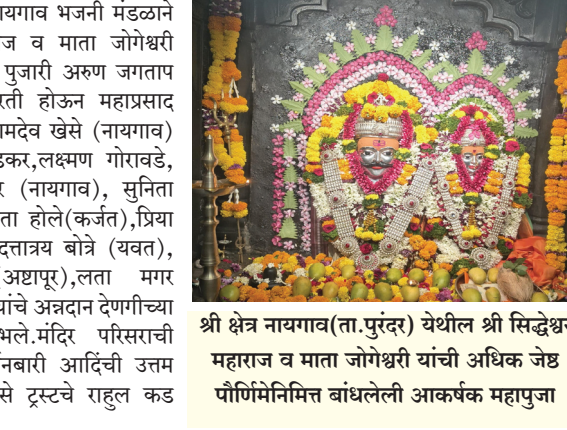 ायगाव भजनी मंडळाने
ज व माता जोगेश्वरी
पुजारी अरुण जगताप
रती होऊन महाप्रसाद
ामदेव खेसे (नायगाव)
डकर,लक्ष्मण गोरावडे,
र (नायगाव), सुनिता
ता होले(कर्जत),प्रिया
दत्तात्रय बोत्रे (यवत),
(अष्टापूर),लता मगर
यांचे अन्नदान देणगीच्या
भले.मंदिर परिसराची
र्नबारी आदिंची उत्तम
से ट्रस्टचे राहुल कड
श्री क्षेत्र नायगाव(ता.पुरंदर) येथील श्री सिद्धेश्वर
महाराज व माता जोगेश्वरी यांची अधिक जेष्ठ
पौर्णिमेनिमित्त बांधलेली आकर्षक महापुजा